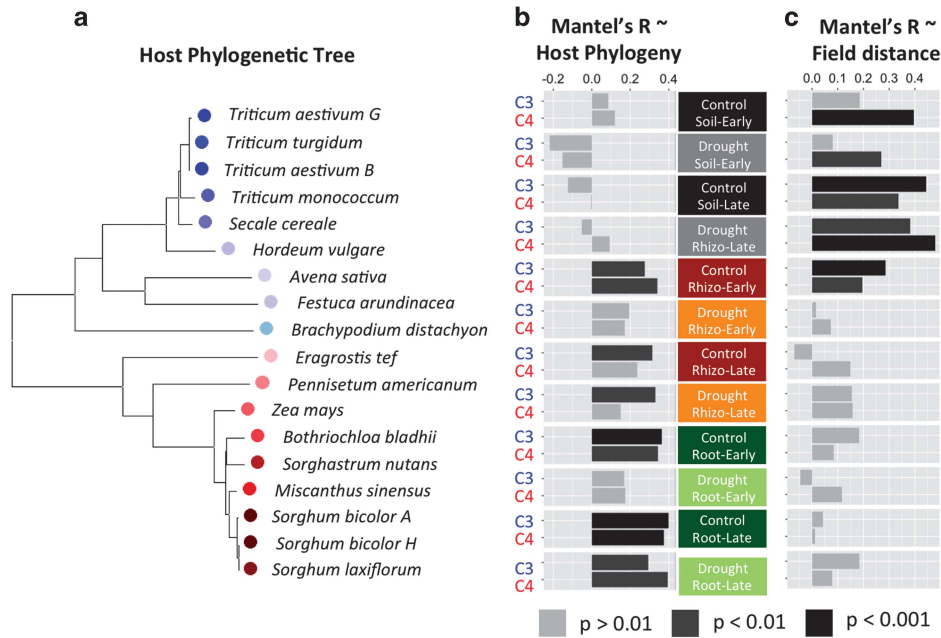 a
Host Phylogenetic Tree
Triticum aestivum G
Triticum turgidum
Triticum aestivum B
Triticum monococcum
Secale cereale
Hordeum vulgare
Avena sativa
Festuca arundinacea
Brachypodium distachyon
Eragrostis tef
Pennisetum americanum
Zea mays
Bothriochloa bladhii
Sorghastrum nutans
Miscanthus sinensus
Sorghum bicolor A
Sorghum bicolor H
Sorghum laxiflorum
b
Mantel's R ~
Host Phylogeny
-0.2 0.0 0.2 0.4
C3
C4
Control
Soil-Early
C3
C4
Drought
Soil-Early
C3
C4
Control
Soil-Late
C3
C4
Drought
Rhizo-Late
C3
C4
Control
Rhizo-Early
C3
C4
Drought
Rhizo-Early
C3
C4
Control
Rhizo-Late
C3
C4
Drought
Rhizo-Late
C3
C4
Control
Root-Early
C3
C4
Drought
Root-Early
C3
C4
Control
Root-Late
C3
C4
Drought
Root-Late
c
Mantel's R ~
Field distance
0.0 0.1 0.2 0.3 0.4
p > 0.01 p < 0.01 p < 0.001